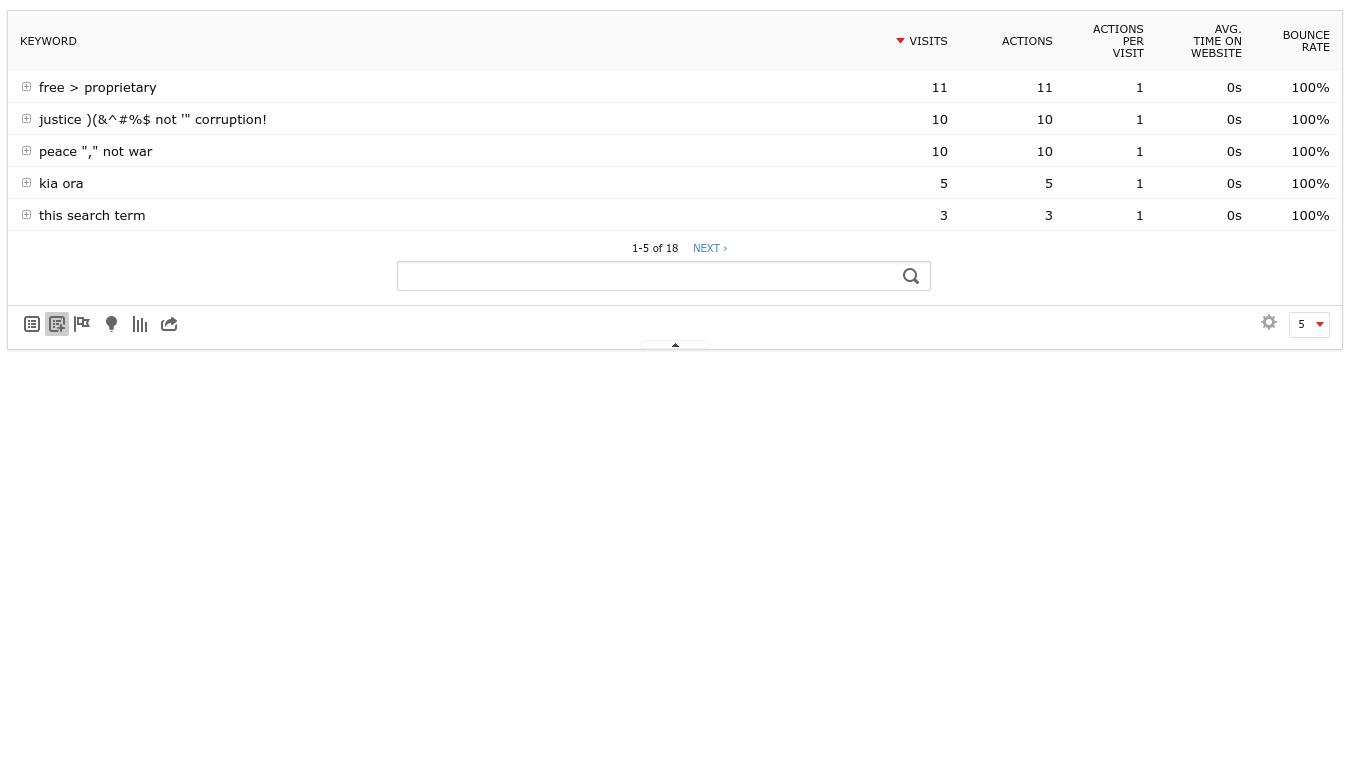 KEYWORD VISITS ACTIONS ACTIONS PER VISIT AVG. TIME ON WEBSITE BOUNCE RATE
free > proprietary 11 11 1 0s 100%
justice )(&^#%$ not '" corruption! 10 10 1 0s 100%
peace "," not war 10 10 1 0s 100%
kia ora 5 5 1 0s 100%
this search term 3 3 1 0s 100%
1-5 of 18 NEXT ›
5